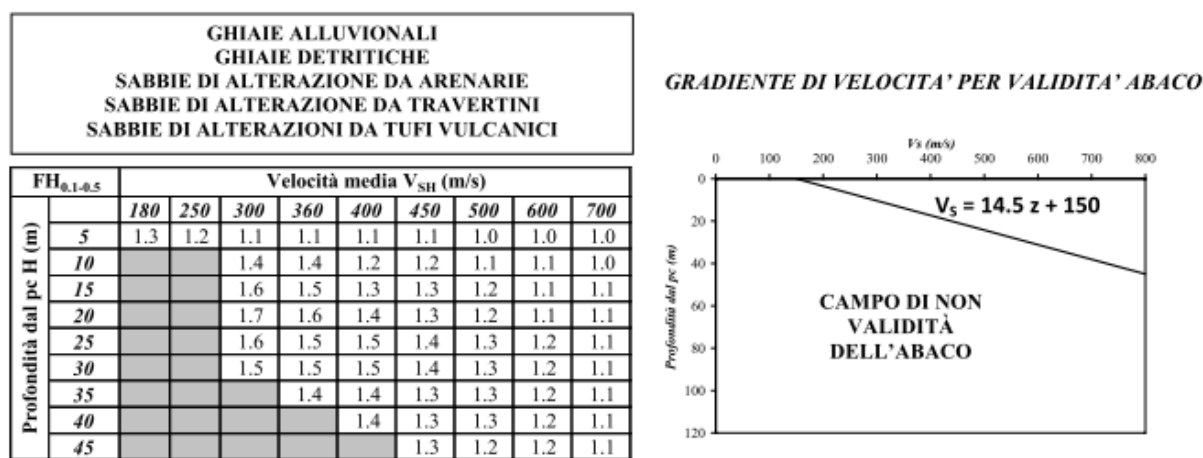 GHIAIE ALLUVIONALI
GHIAIE DETRITICHE
SABBIE DI ALTERAZIONE DA ARENARIE
SABBIE DI ALTERAZIONE DA TRAVERTINI
SABBIE DI ALTERAZIONI DA TUFI VULCANICI
FH0.1-0.5 Velocità media VSH (m/s)
180 250 300 360 400 450 500 600 700
Profondità dal pc H (m)
5 1.3 1.2 1.1 1.1 1.1 1.1 1.0 1.0 1.0
10 1.4 1.4 1.2 1.2 1.1 1.1 1.0
15 1.6 1.5 1.3 1.3 1.2 1.1 1.1
20 1.7 1.6 1.4 1.3 1.2 1.1 1.1
25 1.6 1.5 1.5 1.4 1.3 1.2 1.1
30 1.5 1.5 1.5 1.4 1.3 1.2 1.1
35 1.4 1.4 1.3 1.3 1.2 1.1
40 1.4 1.3 1.3 1.2 1.1
45 1.3 1.2 1.2 1.1
GRADIENTE DI VELOCITA' PER VALIDITA' ABACO
Vs (m/s)
0 100 200 300 400 500 600 700 800
0
20
40
60
80
100
120
Profondità dal pc (m)
VS = 14.5 z + 150
CAMPO DI NON
VALIDITÀ
DELL'ABACO